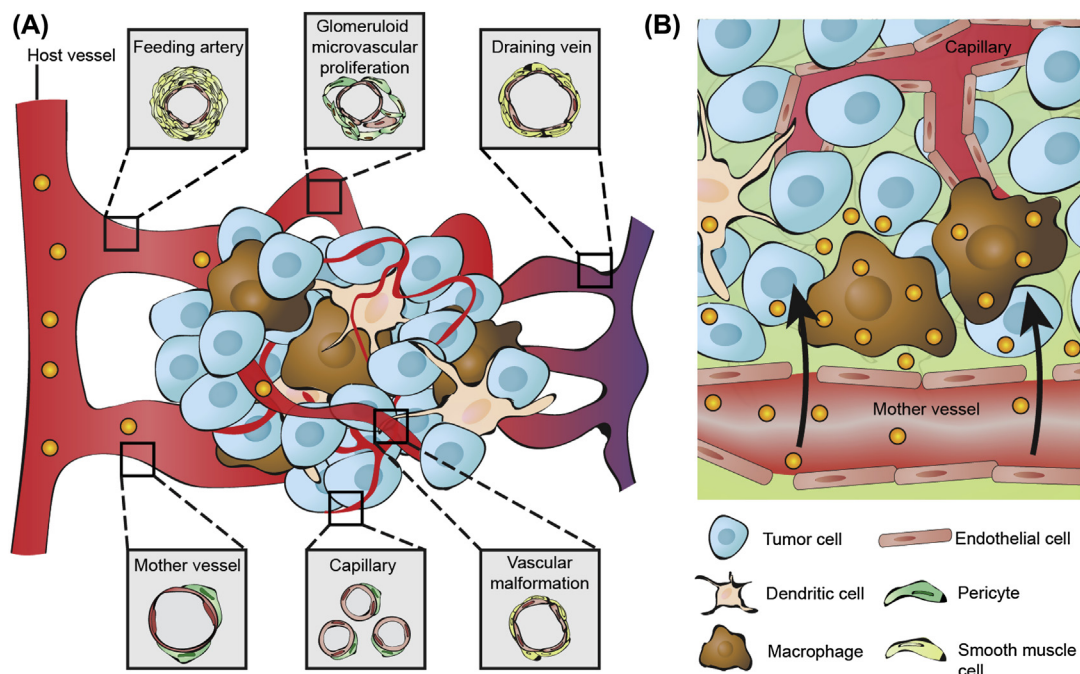 (A)
Host vessel
Feeding artery
Glomeruloid
microvascular
proliferation
Draining vein
Mother vessel
Capillary
Vascular
malformation
(B)
Capillary
Mother vessel
Tumor cell
Endothelial cell
Dendritic cell
Pericyte
Macrophage
Smooth muscle
cell